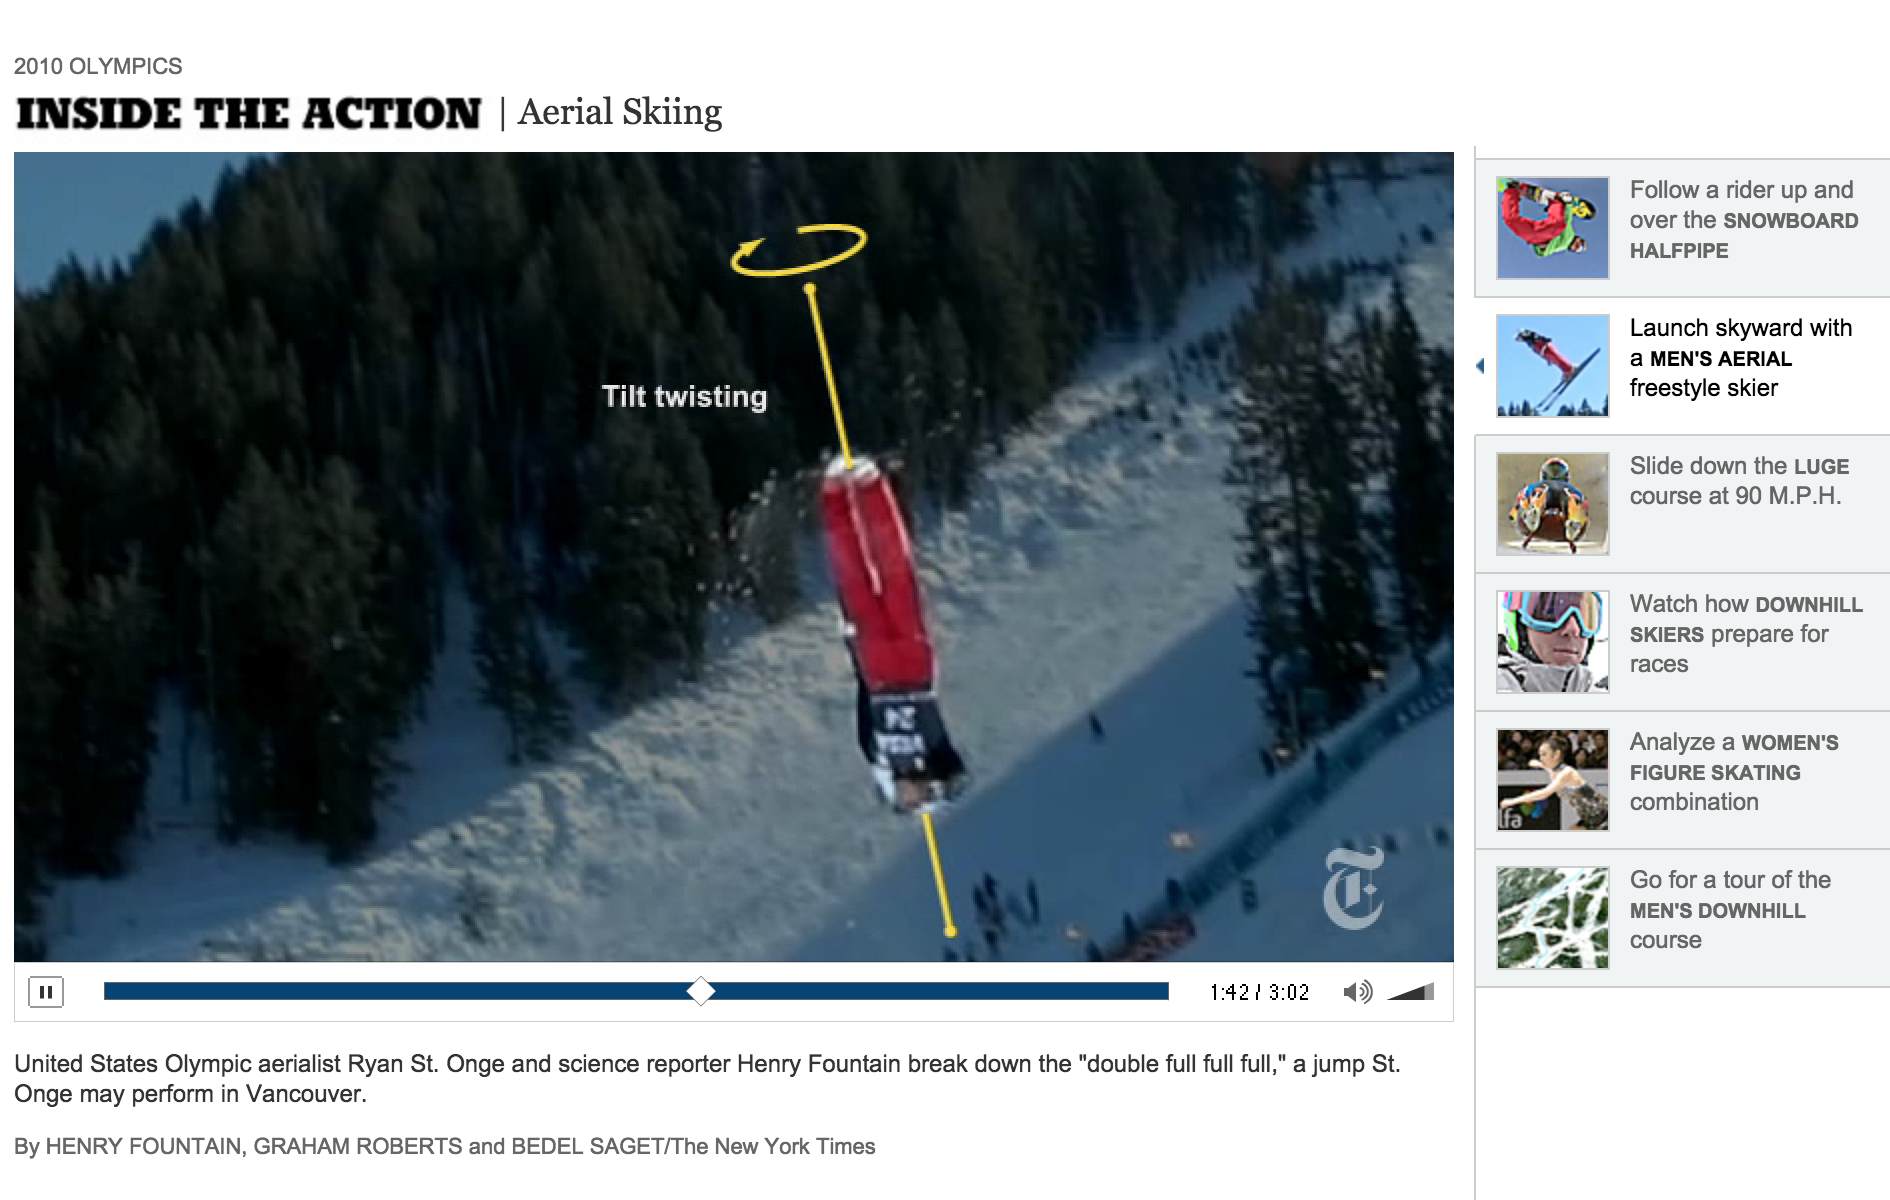 2010 OLYMPICS
INSIDE THE ACTION | Aerial Skiing
Tilt twisting
1:42 / 3:02
United States Olympic aerialist Ryan St. Onge and science reporter Henry Fountain break down the "double full full full," a jump St.
Onge may perform in Vancouver.
By HENRY FOUNTAIN, GRAHAM ROBERTS and BEDEL SAGET/The New York Times
Follow a rider up and
over the SNOWBOARD
HALFPIPE
Launch skyward with
a MEN'S AERIAL
freestyle skier
Slide down the LUGE
course at 90 M.P.H.
Watch how DOWNHILL
SKIERS prepare for
races
Analyze a WOMEN'S
FIGURE SKATING
combination
lfa
Go for a tour of the
MEN'S DOWNHILL
course